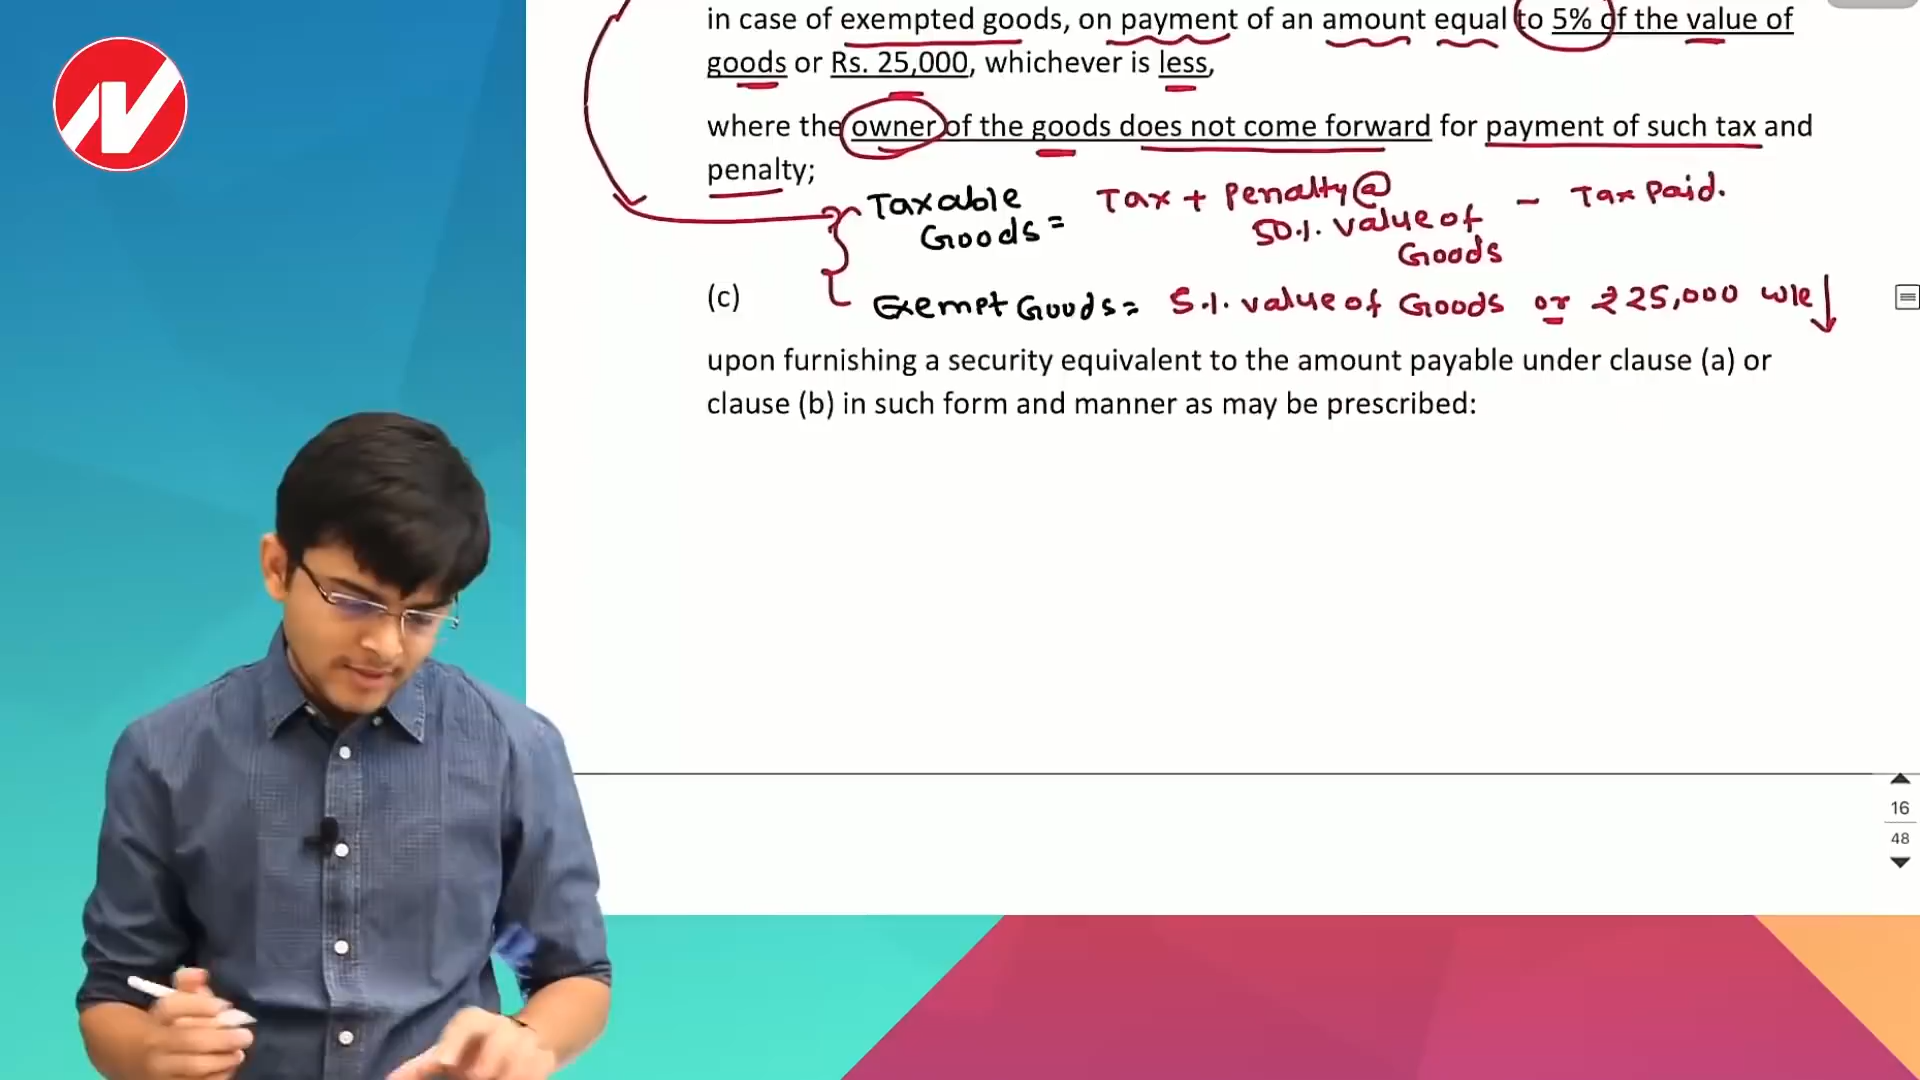 in case of exempted goods, on payment of an amount equal to 5% of the value of
goods or Rs. 25,000, whichever is less,
where the owner of the goods does not come forward for payment of such tax and
penalty;
Taxable Goods = Tax + Penalty @ 50% value of Goods - Tax Paid.
(c)
Exempt Goods = 5% value of Goods or ₹25,000 w/e ↓
upon furnishing a security equivalent to the amount payable under clause (a) or
clause (b) in such form and manner as may be prescribed:
16
48